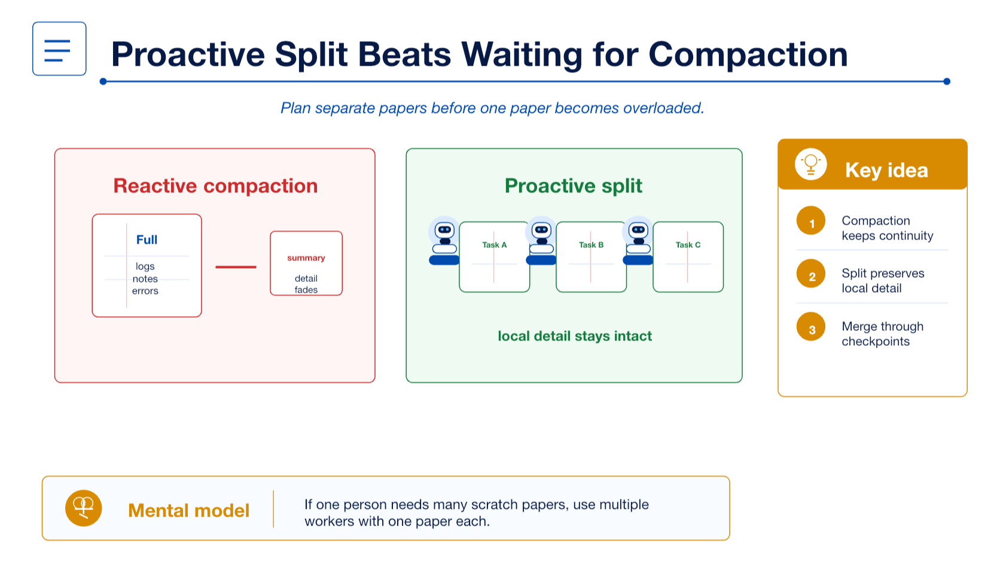 Proactive Split Beats Waiting for Compaction
Plan separate papers before one paper becomes overloaded.
Reactive compaction
Full
logs
notes
errors
summary
detail
fades
Proactive split
Task A
Task B
Task C
local detail stays intact
Key idea
1
Compaction
keeps continuity
2
Split preserves
local detail
3
Merge through
checkpoints
Mental model
If one person needs many scratch papers, use multiple
workers with one paper each.